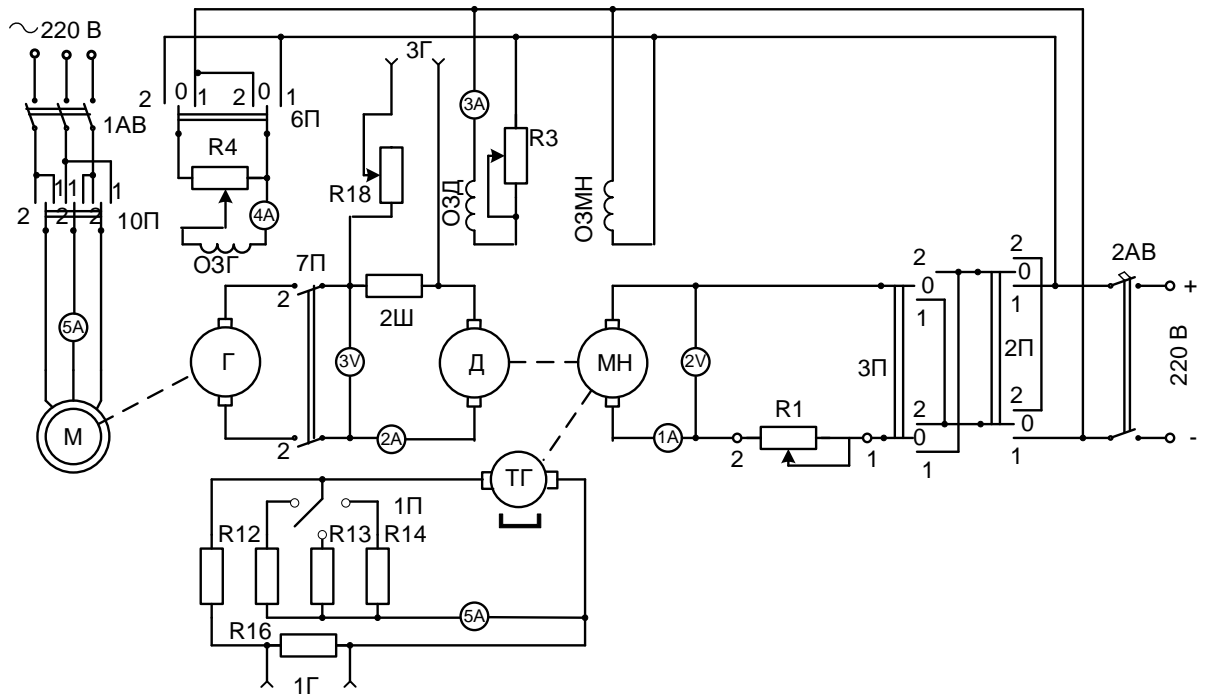 ~220 В
3Г
2
0
1
2
0
1
6П
1АВ
3А
R4
R3
R18
ОЗД
ОЗМН
1
1
1
1
2
2
2
10П
4А
ОЗГ
7П
2
2Ш
2
0
1
2
0
1
2АВ
+
5А
Г
3V
Д
МН
2V
3П
2П
220 В
R1
2
0
1
2
0
1
М
2
2А
1А
2
1
-
ТГ
1П
R12
R13
R14
5А
R16
1Г